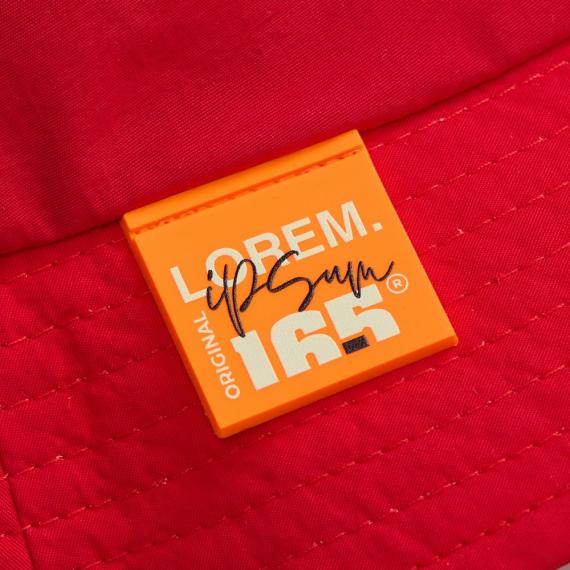 LOREM.
ipsum
ORIGINAL
165 ®